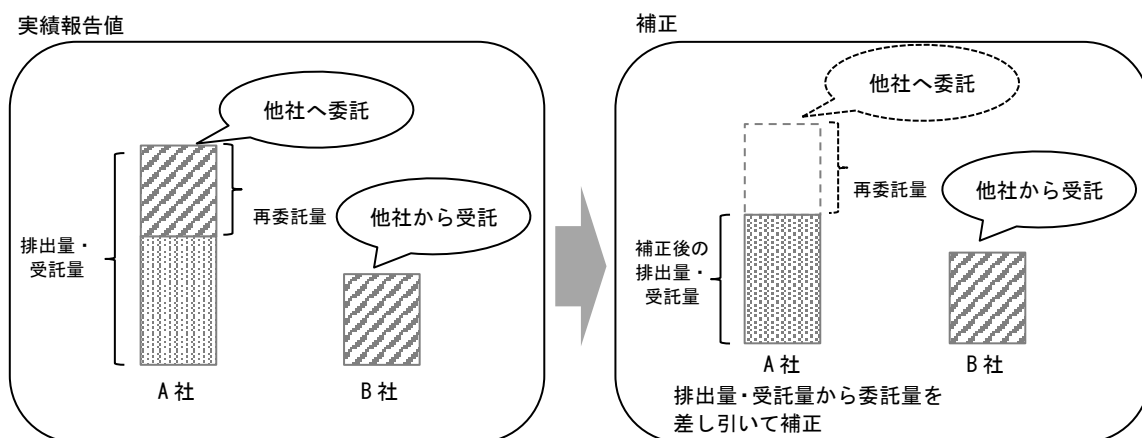 実績報告値
他社へ委託
再委託量
他社から受託
排出量・
受託量
A 社
B 社
補正
他社へ委託
再委託量
他社から受託
補正後の
排出量・
受託量
A 社
B 社
排出量・受託量から委託量を
差し引いて補正